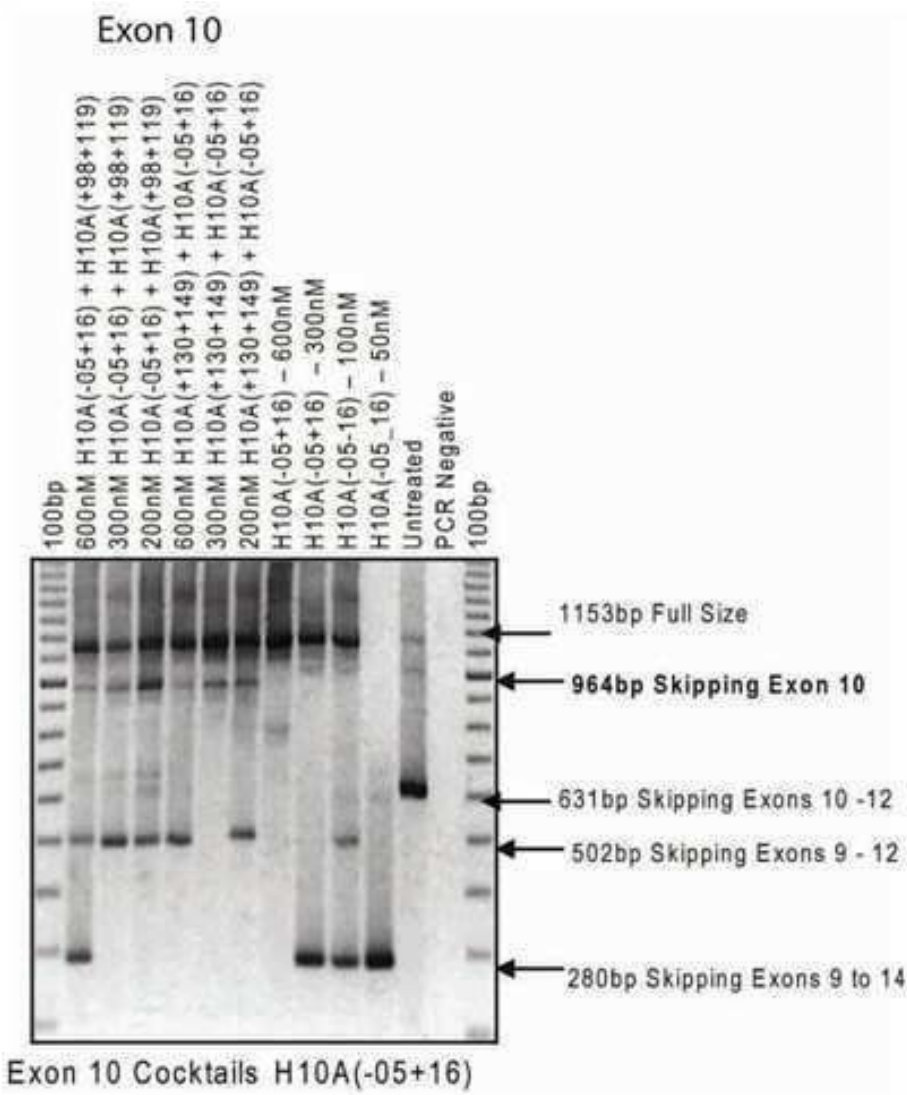 Exon 10
100bp
600nM H10A(-05+16) + H10A(+98+119)
300nM H10A(-05+16) + H10A(+98+119)
200nM H10A(-05+16) + H10A(+98+119)
600nM H10A(+130+149) + H10A(-05+16)
300nM H10A(+130+149) + H10A(-05+16)
200nM H10A(+130+149) + H10A(-05+16)
H10A(-05+16) – 600nM
H10A(-05+16) – 300nM
H10A(-05-16) – 100nM
H10A(-05_16) – 50nM
Untreated
PCR Negative
100bp
1153bp Full Size
964bp Skipping Exon 10
631bp Skipping Exons 10 -12
502bp Skipping Exons 9 - 12
280bp Skipping Exons 9 to 14
Exon 10 Cocktails H10A(-05+16)